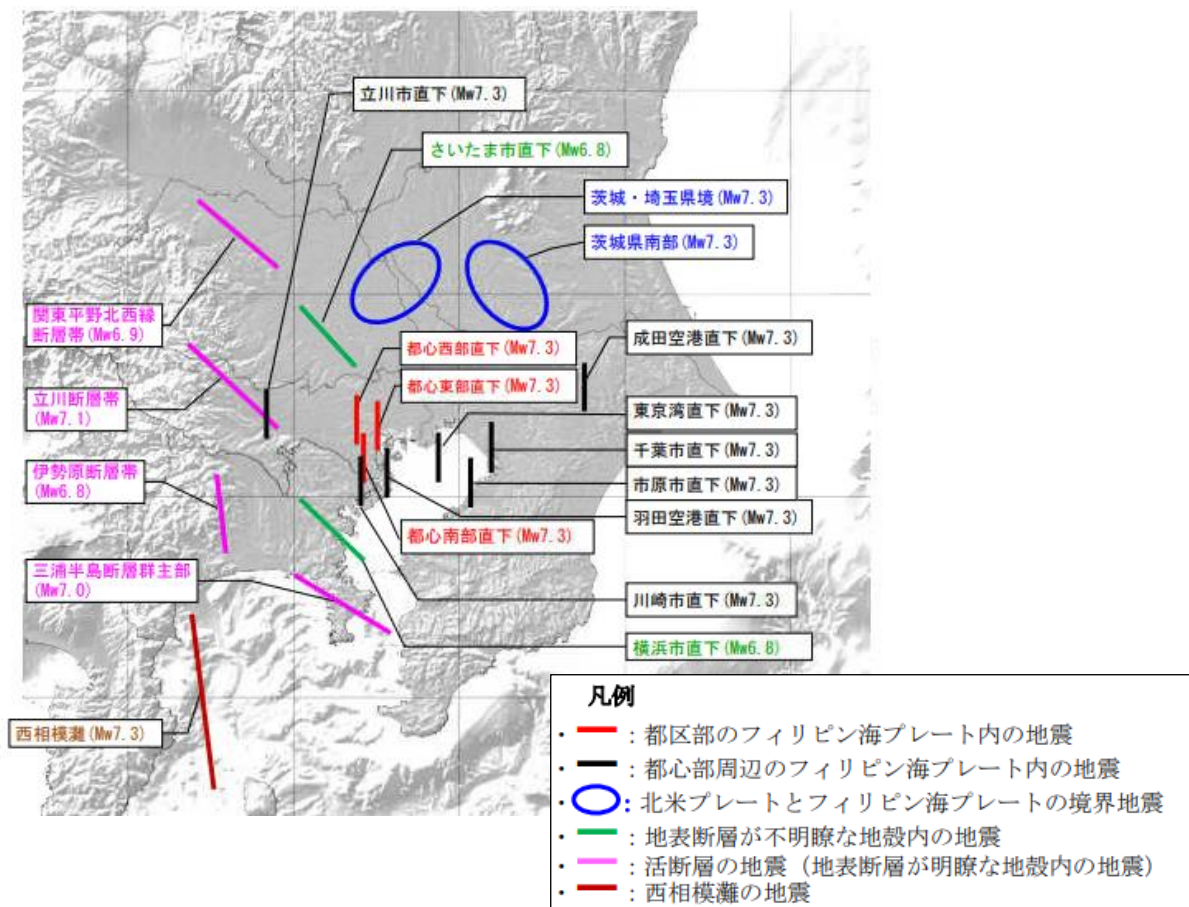 立川市直下(Mw7.3)
さいたま市直下(Mw6.8)
茨城・埼玉県境(Mw7.3)
茨城県南部(Mw7.3)
関東平野北西縁
断層帯(Mw6.9)
都心西部直下(Mw7.3)
成田空港直下(Mw7.3)
立川断層帯
(Mw7.1)
都心東部直下(Mw7.3)
東京湾直下(Mw7.3)
千葉市直下(Mw7.3)
伊勢原断層帯
(Mw6.8)
市原市直下(Mw7.3)
羽田空港直下(Mw7.3)
都心南部直下(Mw7.3)
三浦半島断層群主部
(Mw7.0)
川崎市直下(Mw7.3)
横浜市直下(Mw6.8)
西相模灘(Mw7.3)
凡例
・ ：都区部のフィリピン海プレート内の地震
・ ：都心部周辺のフィリピン海プレート内の地震
・ ：北米プレートとフィリピン海プレートの境界地震
・ ：地表断層が不明瞭な地殻内の地震
・ ：活断層の地震（地表断層が明瞭な地殻内の地震）
・ ：西相模灘の地震